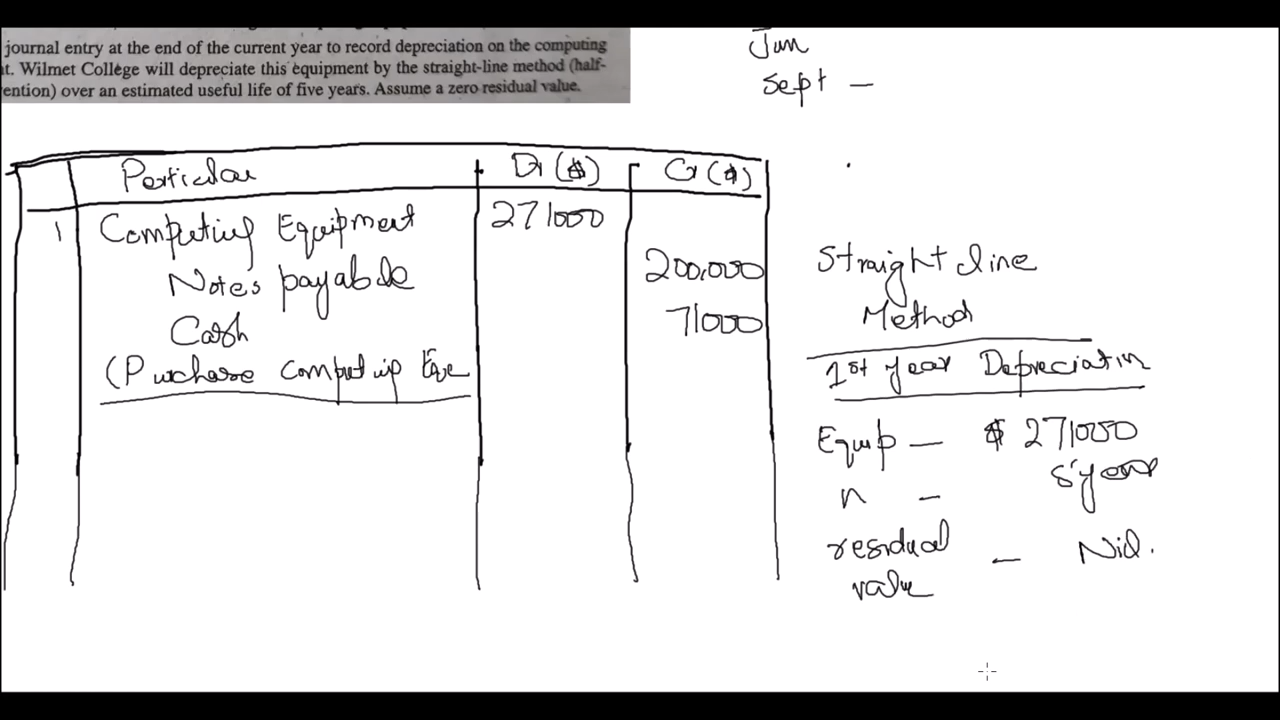 journal entry at the end of the current year to record depreciation on the computing
t. Wilmet College will depreciate this equipment by the straight-line method (half-
ention) over an estimated useful life of five years. Assume a zero residual value.
Jan
Sept —
Particular Dr ($) Cr ($)
1 Computing Equipment 271000
Notes payable 200,000
Cash 71000
(Purchase computing Equ
Straight line
Method
1st year Depreciation
Equip — $ 271000
n — 5 years
residual
value — Nil.